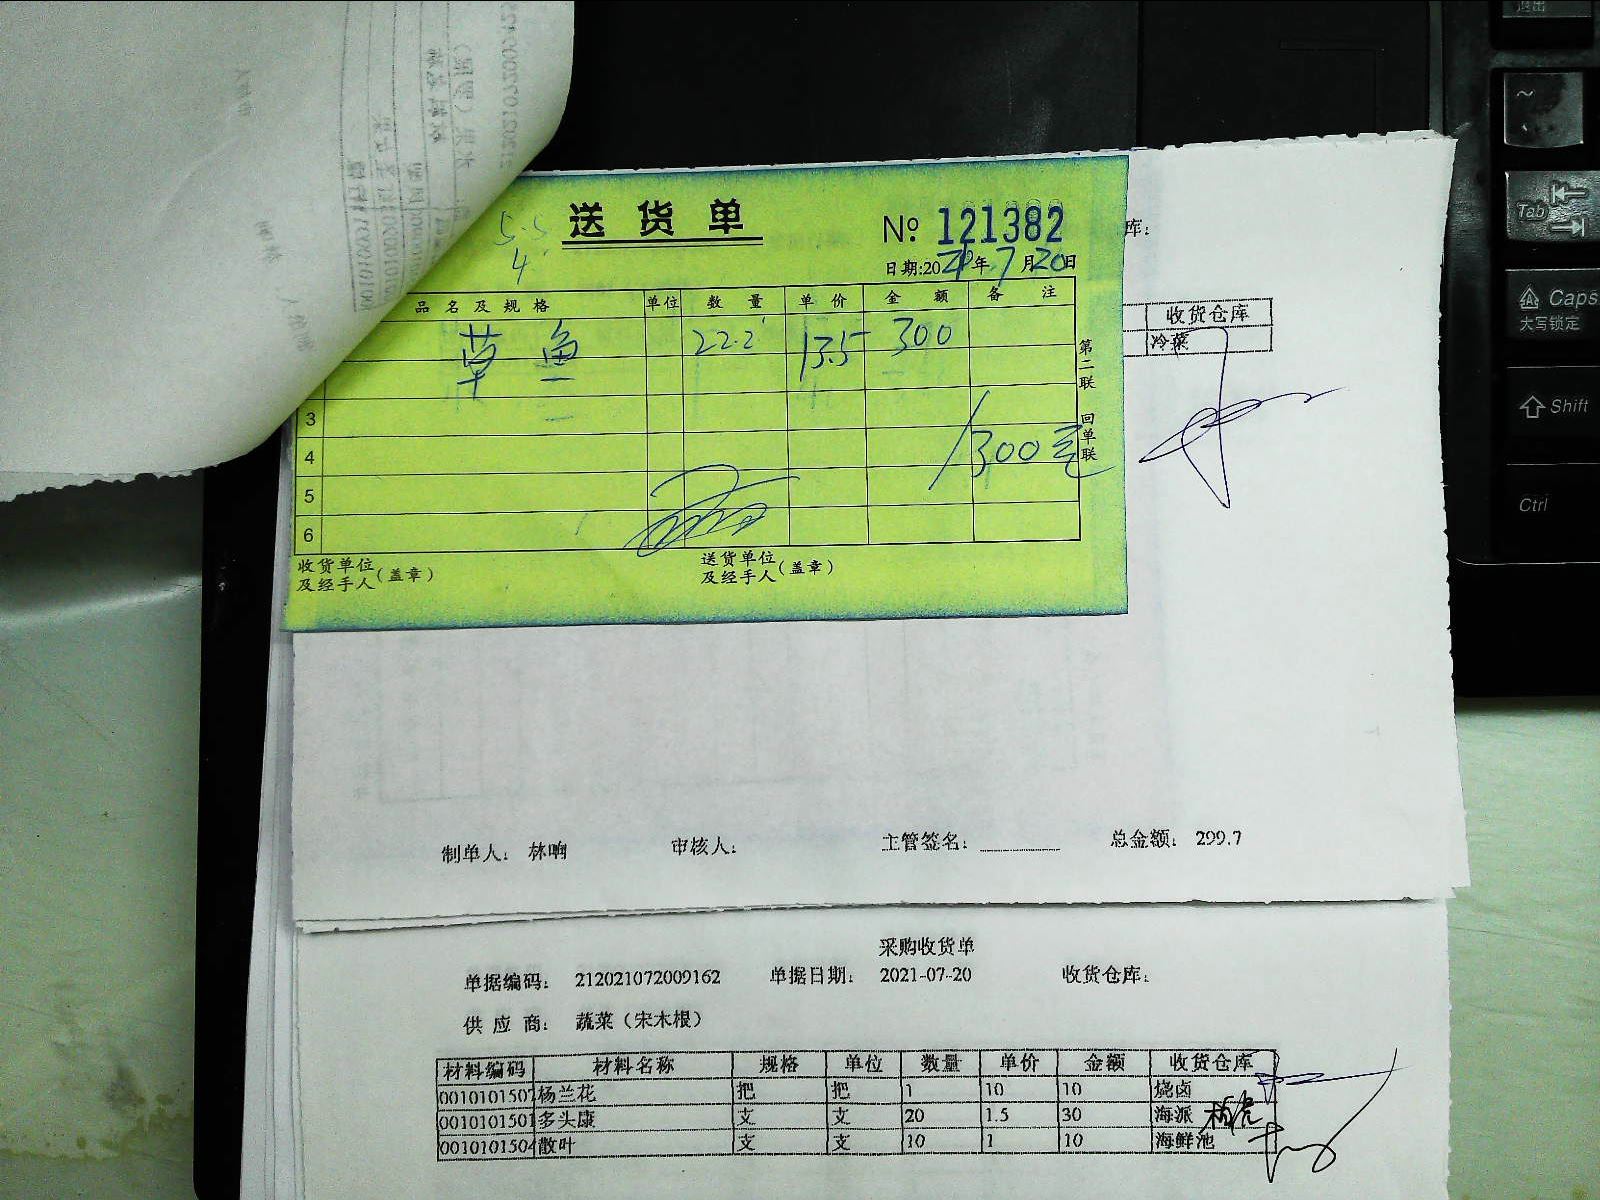 5.5
4
送货单
№ 121382
日期:2021年7月20日
品名及规格 单位 数量 单价 金额 备注
草鱼 22.2 13.5 300
3
4
300元
5
6
第二联 回单联
收货单位及经手人(盖章)
送货单位及经手人(盖章)
库:
收货仓库
冷菜
制单人: 林响 审核人: 主管签名: 总金额: 299.7
采购收货单
单据编码: 212021072009162 单据日期: 2021-07-20 收货仓库:
供应商: 蔬菜(宋木根)
材料编码 材料名称 规格 单位 数量 单价 金额 收货仓库
0010101507 杨兰花 把 把 1 10 10 烧卤
0010101501 多头康 支 支 20 1.5 30 海派
0010101504 散叶 支 支 10 1 10 海鲜池
退出
~
Tab
Caps
大写锁定
Shift
Ctrl